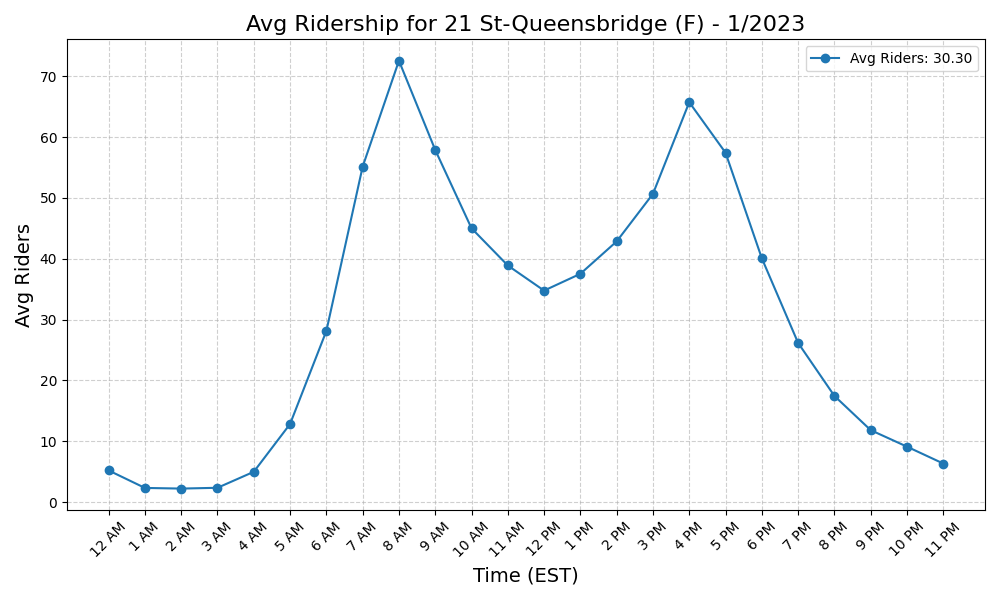 Avg Ridership for 21 St-Queensbridge (F) - 1/2023
Avg Riders: 30.30
Avg Riders
70
60
50
40
30
20
10
0
12 AM 1 AM 2 AM 3 AM 4 AM 5 AM 6 AM 7 AM 8 AM 9 AM 10 AM 11 AM 12 PM 1 PM 2 PM 3 PM 4 PM 5 PM 6 PM 7 PM 8 PM 9 PM 10 PM 11 PM
Time (EST)